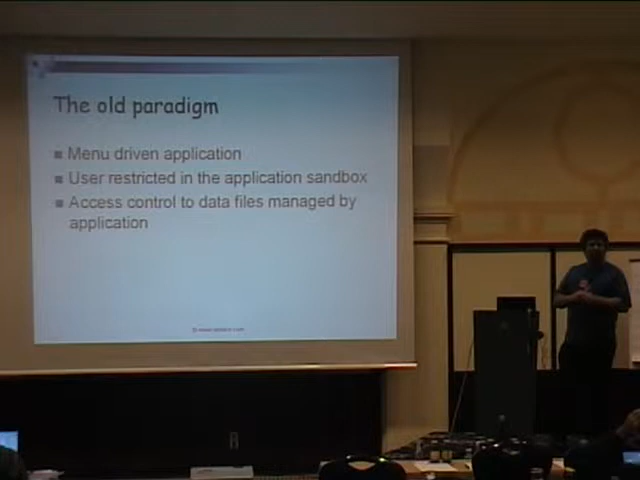 The old paradigm
Menu driven application
User restricted in the application sandbox
Access control to data files managed by
application